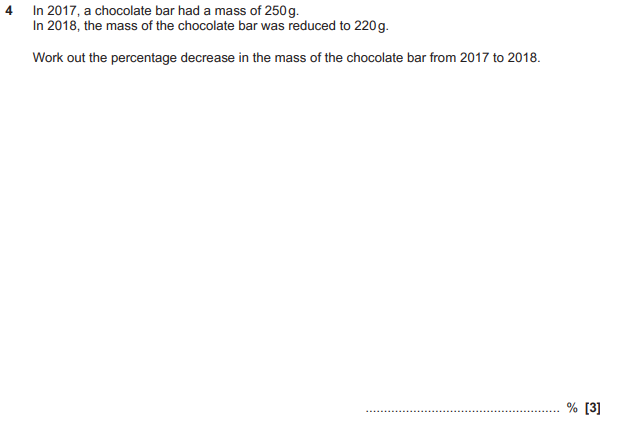 4 In 2017, a chocolate bar had a mass of 250 g.
In 2018, the mass of the chocolate bar was reduced to 220 g.
Work out the percentage decrease in the mass of the chocolate bar from 2017 to 2018.
...................................................... % [3]